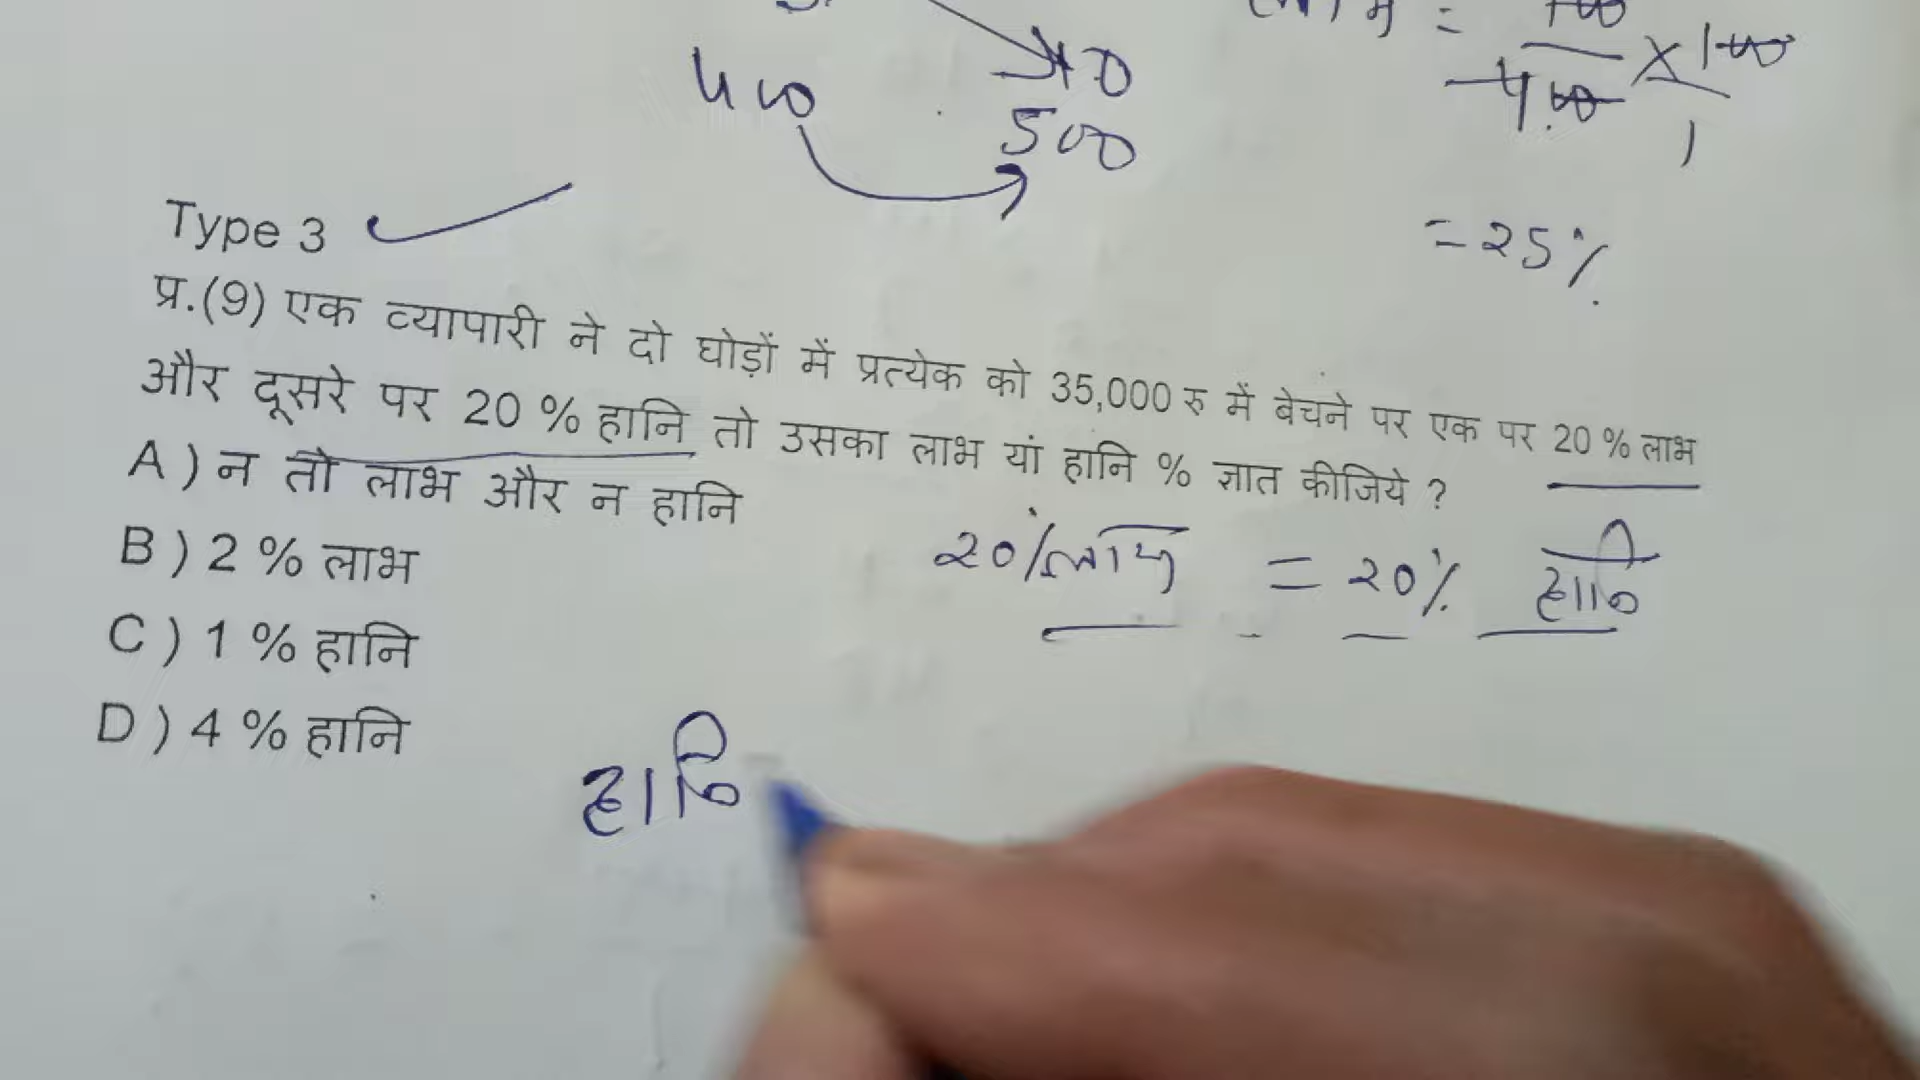 400
40
500
= 25%
Type 3
प्र.(9) एक व्यापारी ने दो घोड़ों में प्रत्येक को 35,000 रु में बेचने पर एक पर 20 % लाभ
और दूसरे पर 20 % हानि तो उसका लाभ यां हानि % ज्ञात कीजिये ?
A ) न तो लाभ और न हानि
B ) 2 % लाभ
C ) 1 % हानि
D ) 4 % हानि
20% लाभ = 20% हानि
हानि